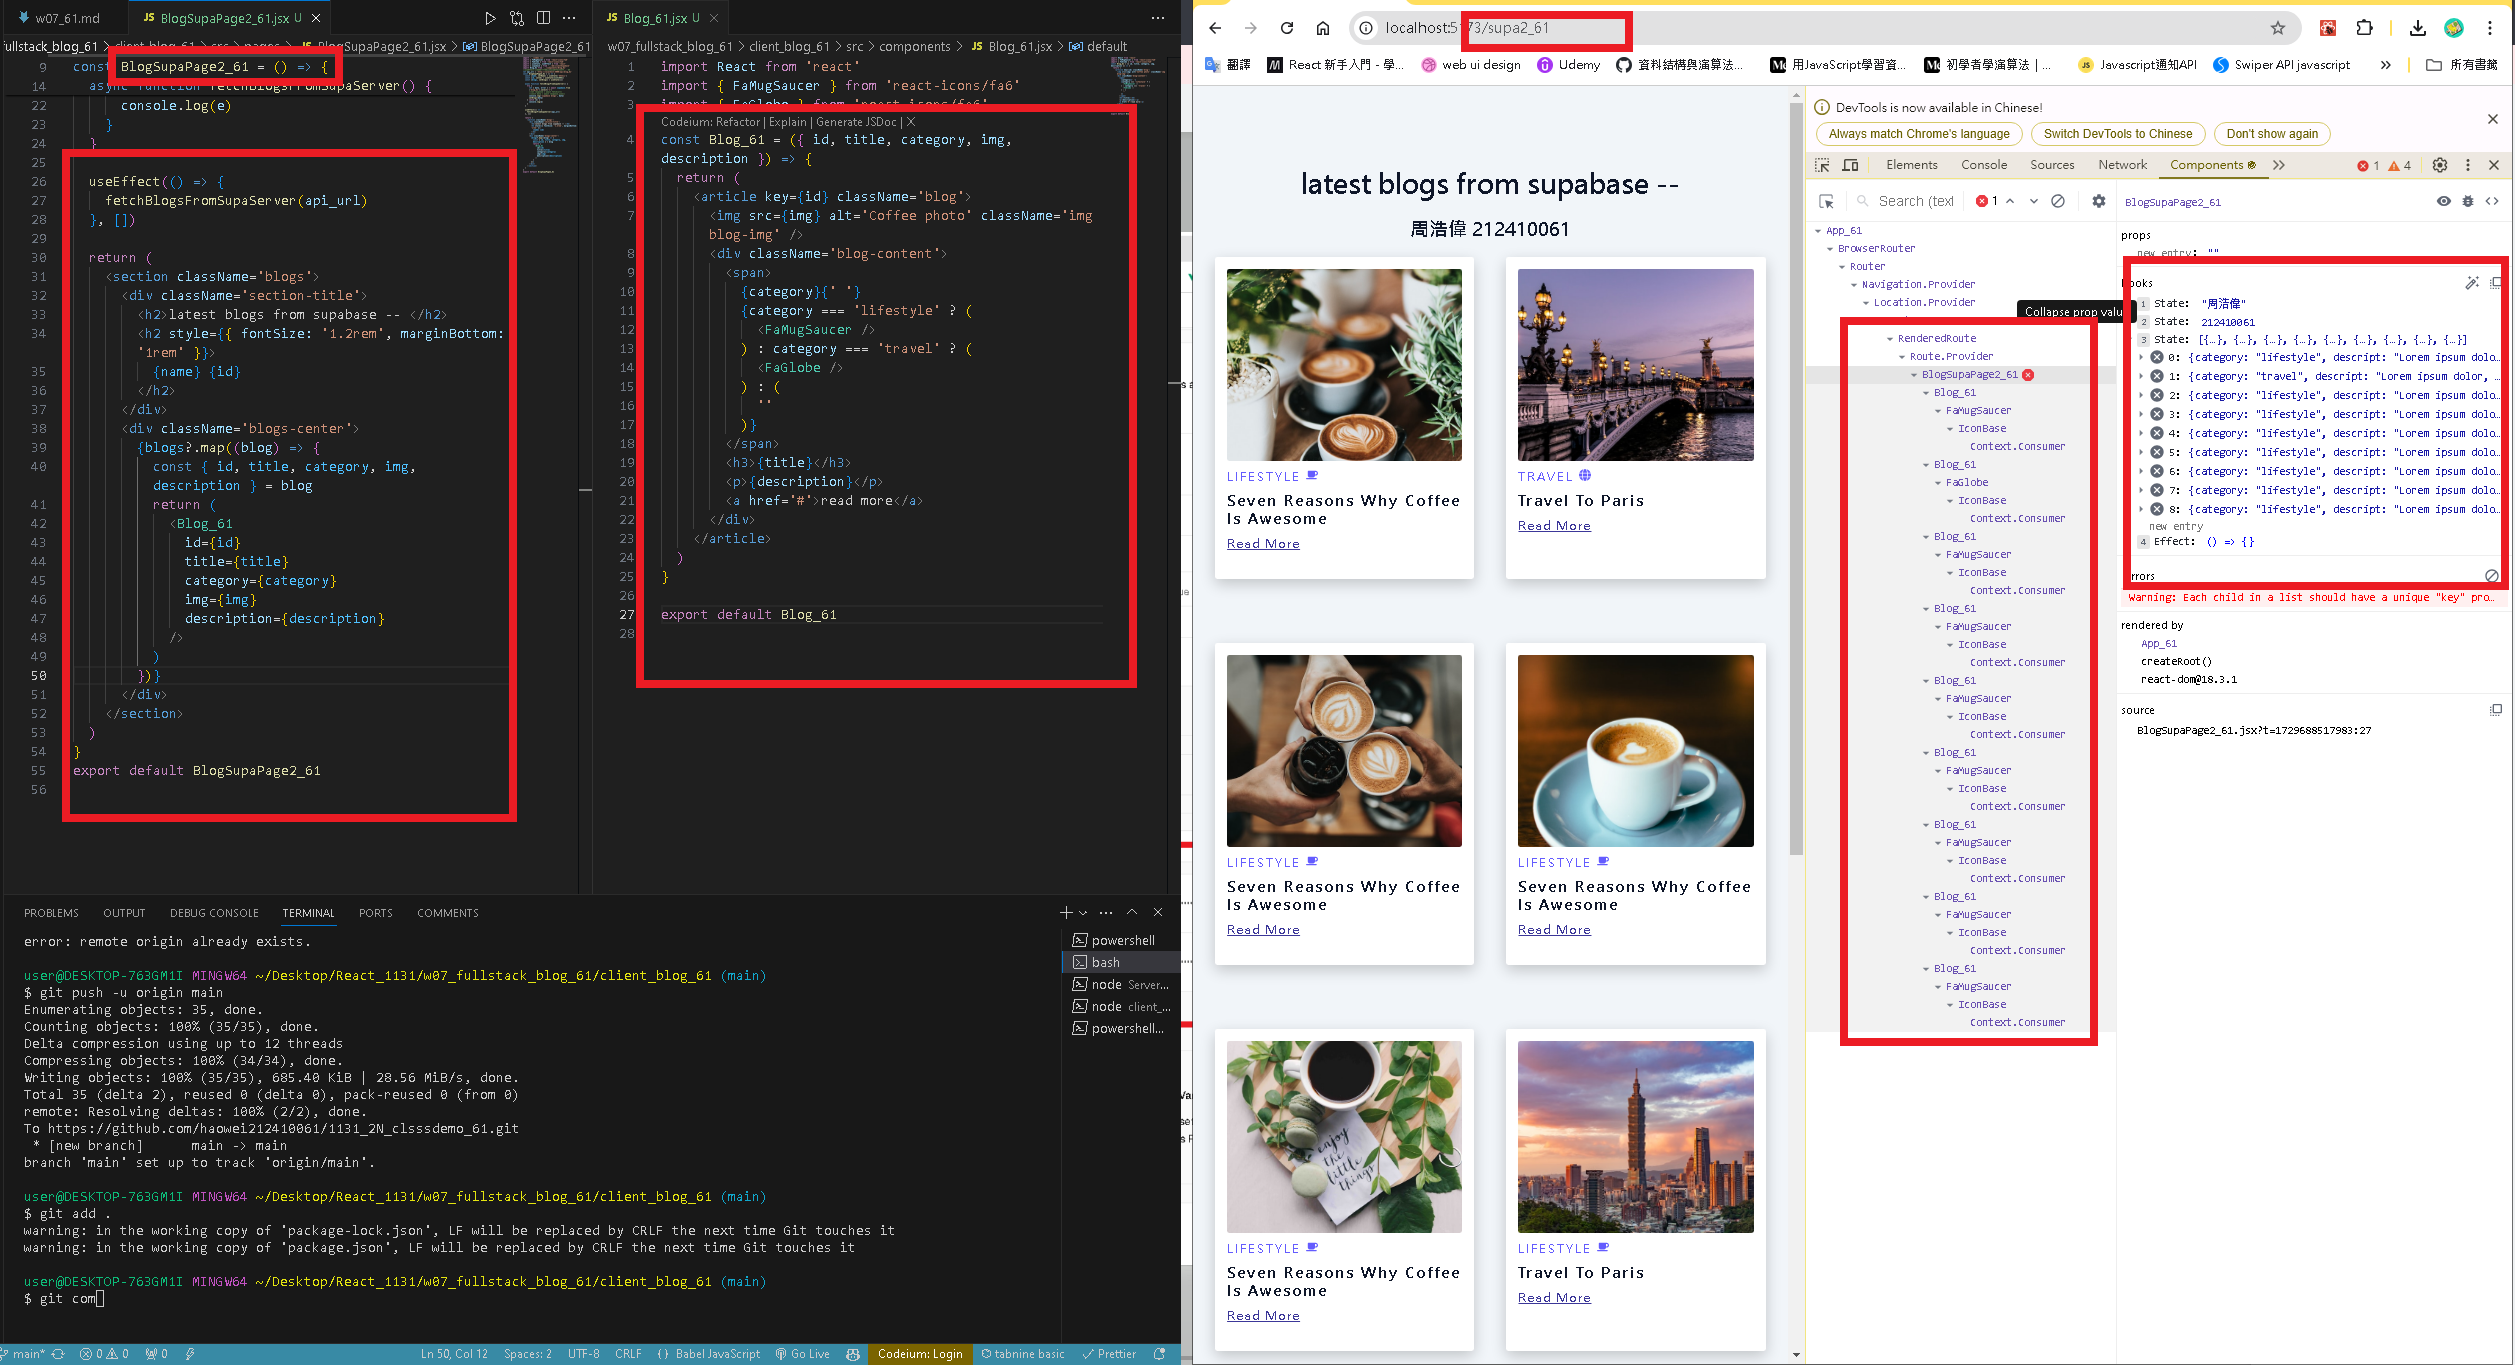 w07_61.md
JS BlogSupaPage2_61.jsx U
JS Blog_61.jsx U
fullstack_blog_61 > client_blog_61 > src > pages > JS BlogSupaPage2_61.jsx > BlogSupaPage2_61
9 const BlogSupaPage2_61 = () => {
14 async function fetchBlogsFromSupaServer() {
22 console.log(e)
23 }
24 }
25
26 useEffect(() => {
27 fetchBlogsFromSupaServer(api_url)
28 }, [])
29
30 return (
31 <section className='blogs'>
32 <div className='section-title'>
33 <h2>latest blogs from supabase -- </h2>
34 <h2 style={{ fontSize: '1.2rem', marginBottom:
'1rem' }}>
35 {name} {id}
36 </h2>
37 </div>
38 <div className='blogs-center'>
39 {blogs?.map((blog) => {
40 const { id, title, category, img,
description } = blog
41 return (
42 <Blog_61
43 id={id}
44 title={title}
45 category={category}
46 img={img}
47 description={description}
48 />
49 )
50 })}
51 </div>
52 </section>
53 )
54 }
55 export default BlogSupaPage2_61
56
w07_fullstack_blog_61 > client_blog_61 > src > components > JS Blog_61.jsx > default
1 import React from 'react'
2 import { FaMugSaucer } from 'react-icons/fa6'
3 import { FaGlobe } from 'react-icons/fa6'
Codeium: Refactor | Explain | Generate JSDoc | X
4 const Blog_61 = ({ id, title, category, img,
description }) => {
5 return (
6 <article key={id} className='blog'>
7 <img src={img} alt='Coffee photo' className='img
blog-img' />
8 <div className='blog-content'>
9 <span>
10 {category}{' '}
11 {category === 'lifestyle' ? (
12 <FaMugSaucer />
13 ) : category === 'travel' ? (
14 <FaGlobe />
15 ) : (
16 ''
17 )}
18 </span>
19 <h3>{title}</h3>
20 <p>{description}</p>
21 <a href='#'>read more</a>
22 </div>
23 </article>
24 )
25 }
26
27 export default Blog_61
28
PROBLEMS OUTPUT DEBUG CONSOLE TERMINAL PORTS COMMENTS
error: remote origin already exists.
user@DESKTOP-763GM1I MINGW64 ~/Desktop/React_1131/w07_fullstack_blog_61/client_blog_61 (main)
$ git push -u origin main
Enumerating objects: 35, done.
Counting objects: 100% (35/35), done.
Delta compression using up to 12 threads
Compressing objects: 100% (34/34), done.
Writing objects: 100% (35/35), 685.40 KiB | 28.56 MiB/s, done.
Total 35 (delta 2), reused 0 (delta 0), pack-reused 0 (from 0)
remote: Resolving deltas: 100% (2/2), done.
To https://github.com/haowei212410061/1131_2N_clsssdemo_61.git
* [new branch] main -> main
branch 'main' set up to track 'origin/main'.
user@DESKTOP-763GM1I MINGW64 ~/Desktop/React_1131/w07_fullstack_blog_61/client_blog_61 (main)
$ git add .
warning: in the working copy of 'package-lock.json', LF will be replaced by CRLF the next time Git touches it
warning: in the working copy of 'package.json', LF will be replaced by CRLF the next time Git touches it
user@DESKTOP-763GM1I MINGW64 ~/Desktop/React_1131/w07_fullstack_blog_61/client_blog_61 (main)
$ git com
powershell
bash
node Server...
node client_...
powershell...
main* 0 0 0 Ln 50, Col 12 Spaces: 2 UTF-8 CRLF {} Babel JavaScript Go Live Codeium: Login tabnine basic Prettier
localhost:5173/supa2_61
翻譯
React 新手入門 - 學...
web ui design
Udemy
資料結構與演算法...
用JavaScript學習資...
初學者學演算法 | ...
Javascript通知API
Swiper API javascript
所有書籤
latest blogs from supabase --
周浩偉 212410061
LIFESTYLE
Seven Reasons Why Coffee
Is Awesome
Read More
TRAVEL
Travel To Paris
Read More
LIFESTYLE
Seven Reasons Why Coffee
Is Awesome
Read More
LIFESTYLE
Seven Reasons Why Coffee
Is Awesome
Read More
enjoy
the
little
things
LIFESTYLE
Seven Reasons Why Coffee
Is Awesome
Read More
LIFESTYLE
Travel To Paris
Read More
DevTools is now available in Chinese!
Always match Chrome's language
Switch DevTools to Chinese
Don't show again
Elements Console Sources Network Components 1 4
Search (text 1
App_61
BrowserRouter
Router
Navigation.Provider
Location.Provider
RenderedRoute
Route.Provider
BlogSupaPage2_61
Blog_61
FaMugSaucer
IconBase
Context.Consumer
Blog_61
FaGlobe
IconBase
Context.Consumer
Blog_61
FaMugSaucer
IconBase
Context.Consumer
Blog_61
FaMugSaucer
IconBase
Context.Consumer
Blog_61
FaMugSaucer
IconBase
Context.Consumer
Blog_61
FaMugSaucer
IconBase
Context.Consumer
Blog_61
FaMugSaucer
IconBase
Context.Consumer
Blog_61
FaMugSaucer
IconBase
Context.Consumer
Blog_61
FaMugSaucer
IconBase
Context.Consumer
Collapse prop valu
BlogSupaPage2_61
props
new entry: ""
hooks
1 State: "周浩偉"
2 State: 212410061
3 State: [{…}, {…}, {…}, {…}, {…}, {…}, {…}, {…}, {…}]
0: {category: "lifestyle", descript: "Lorem ipsum dolo…
1: {category: "travel", descript: "Lorem ipsum dolor, …
2: {category: "lifestyle", descript: "Lorem ipsum dolo…
3: {category: "lifestyle", descript: "Lorem ipsum dolo…
4: {category: "lifestyle", descript: "Lorem ipsum dolo…
5: {category: "lifestyle", descript: "Lorem ipsum dolo…
6: {category: "lifestyle", descript: "Lorem ipsum dolo…
7: {category: "lifestyle", descript: "Lorem ipsum dolo…
8: {category: "lifestyle", descript: "Lorem ipsum dolo…
new entry
4 Effect: () => {}
errors
Warning: Each child in a list should have a unique "key" pro…
rendered by
App_61
createRoot()
react-dom@18.3.1
source
BlogSupaPage2_61.jsx?t=1729688517983:27